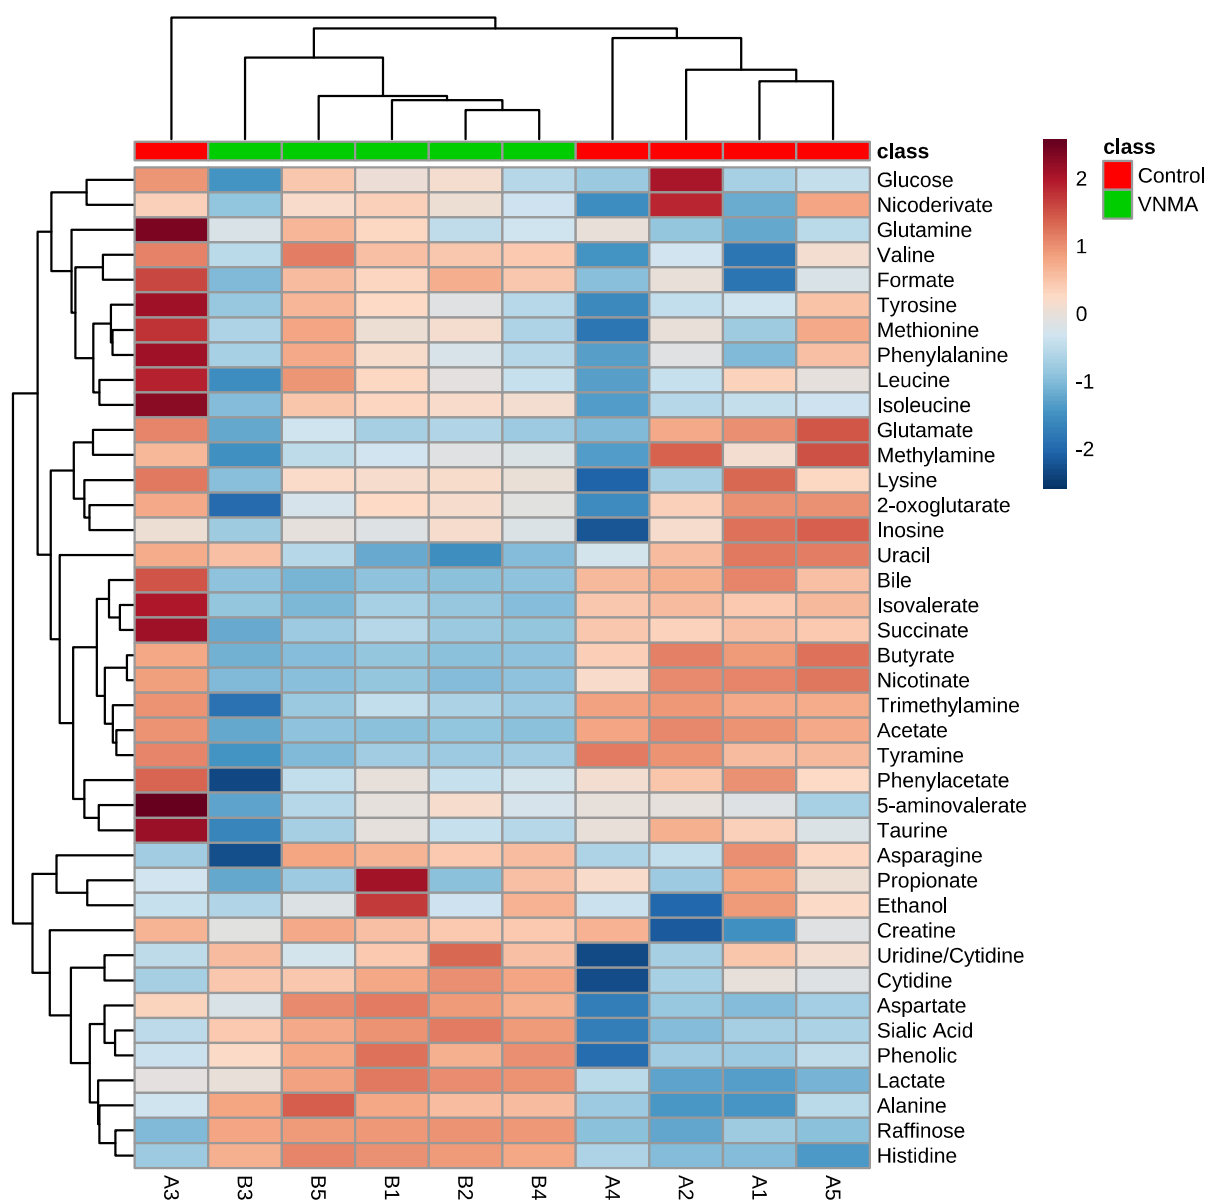 class
Glucose
Nicoderivate
Glutamine
Valine
Formate
Tyrosine
Methionine
Phenylalanine
Leucine
Isoleucine
Glutamate
Methylamine
Lysine
2-oxoglutarate
Inosine
Uracil
Bile
Isovalerate
Succinate
Butyrate
Nicotinate
Trimethylamine
Acetate
Tyramine
Phenylacetate
5-aminovalerate
Taurine
Asparagine
Propionate
Ethanol
Creatine
Uridine/Cytidine
Cytidine
Aspartate
Sialic Acid
Phenolic
Lactate
Alanine
Raffinose
Histidine
A3 B3 B5 B1 B2 B4 A4 A2 A1 A5
2
1
0
-1
-2
class
Control
VNMA